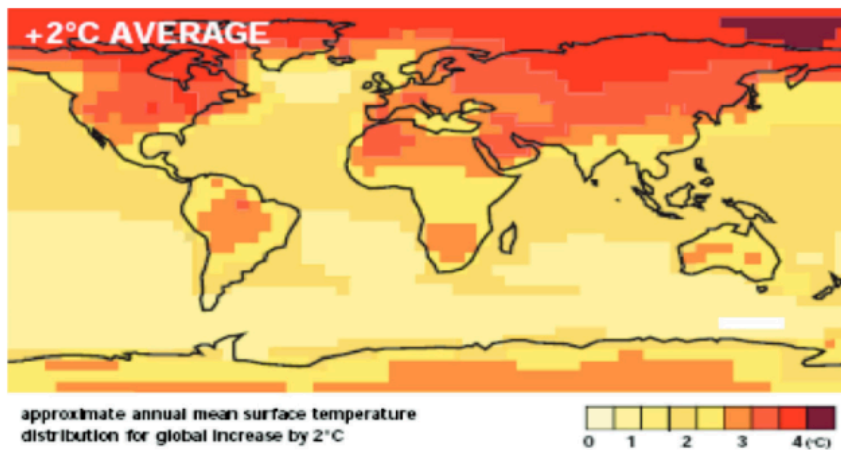 +2°C AVERAGE
approximate annual mean surface temperature
distribution for global increase by 2°C
0 1 2 3 4 (°C)